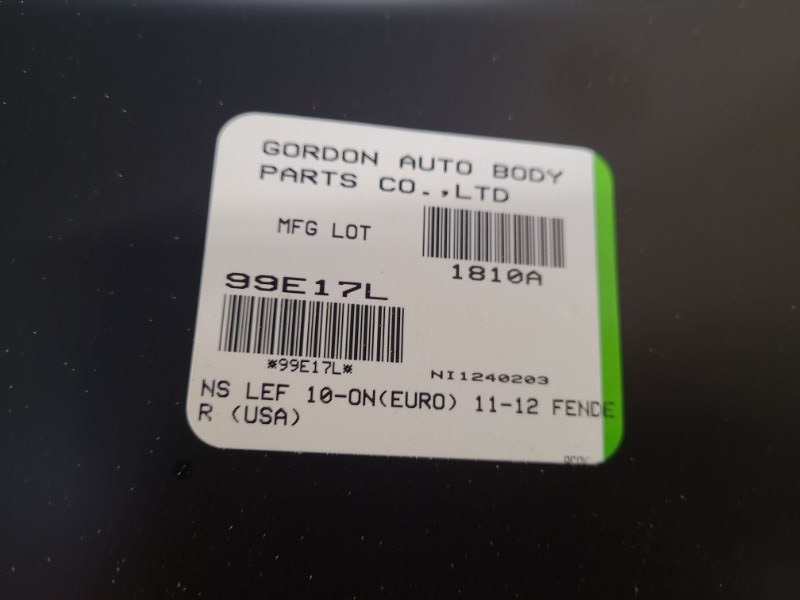 GORDON AUTO BODY
PARTS CO.,LTD
MFG LOT
1810A
99E17L
*99E17L*
NI1240203
NS LEF 10-ON(EURO) 11-12 FENDE
R (USA)